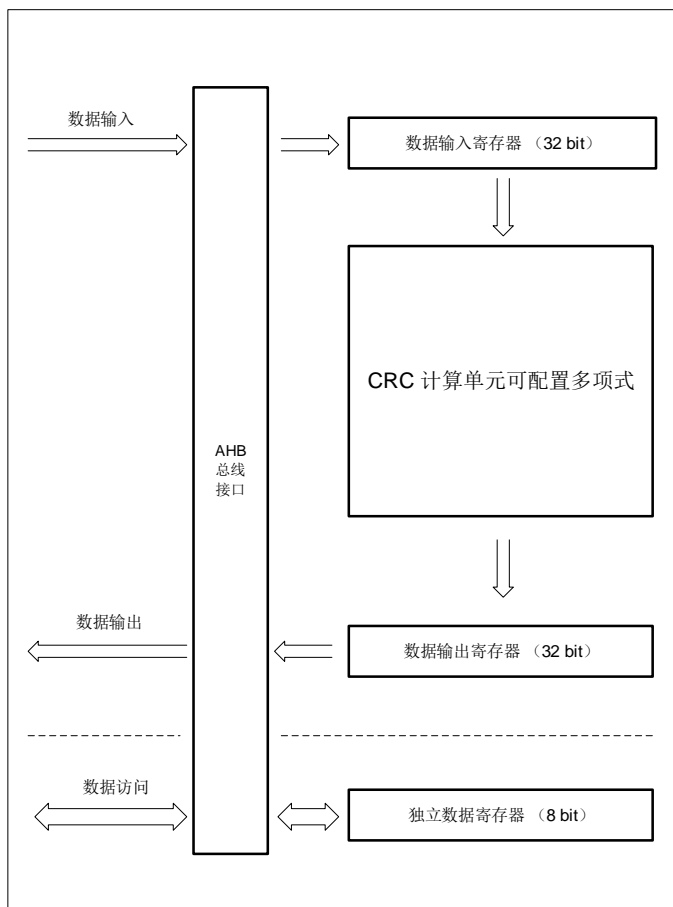 数据输入
数据输入寄存器 （32 bit）
CRC 计算单元可配置多项式
AHB
总线
接口
数据输出
数据输出寄存器 （32 bit）
数据访问
独立数据寄存器 （8 bit）